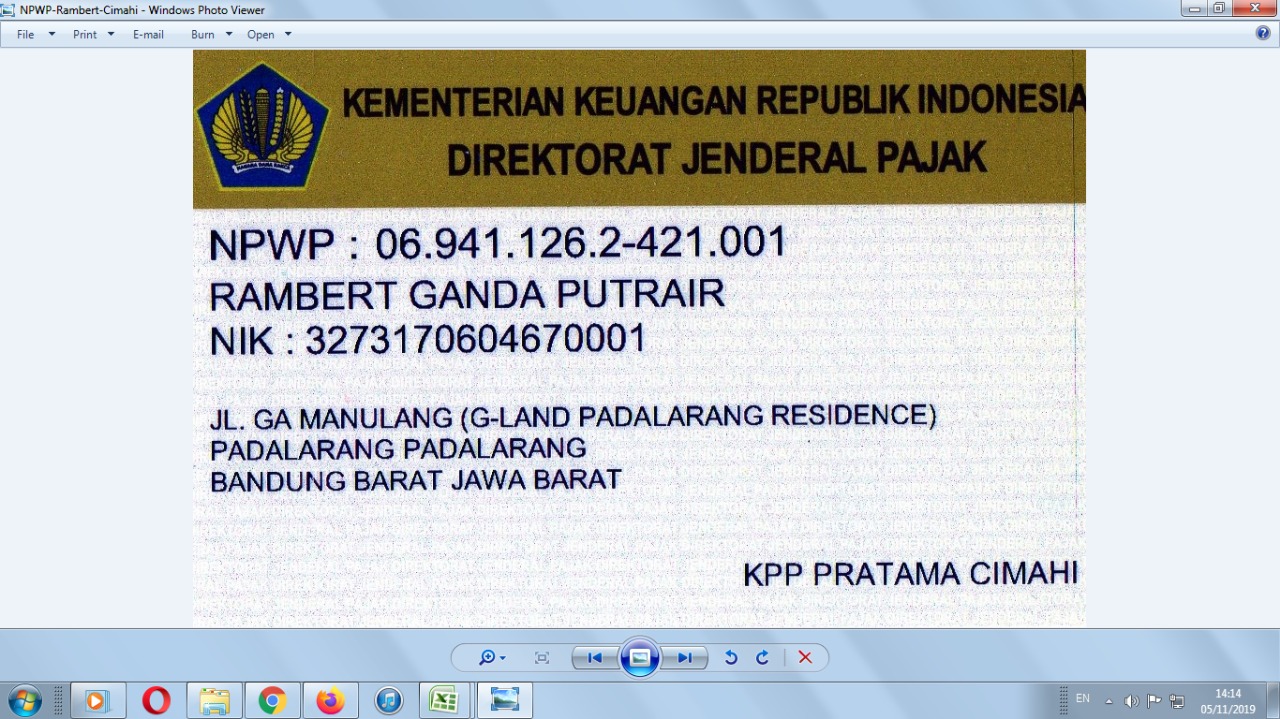 NPWP-Rambert-Cimahi - Windows Photo Viewer
File Print E-mail Burn Open
KEMENTERIAN KEUANGAN REPUBLIK INDONESIA
DIREKTORAT JENDERAL PAJAK
NPWP : 06.941.126.2-421.001
RAMBERT GANDA PUTRAIR
NIK : 3273170604670001
JL. GA MANULANG (G-LAND PADALARANG RESIDENCE)
PADALARANG PADALARANG
BANDUNG BARAT JAWA BARAT
KPP PRATAMA CIMAHI
EN
14:14
05/11/2019